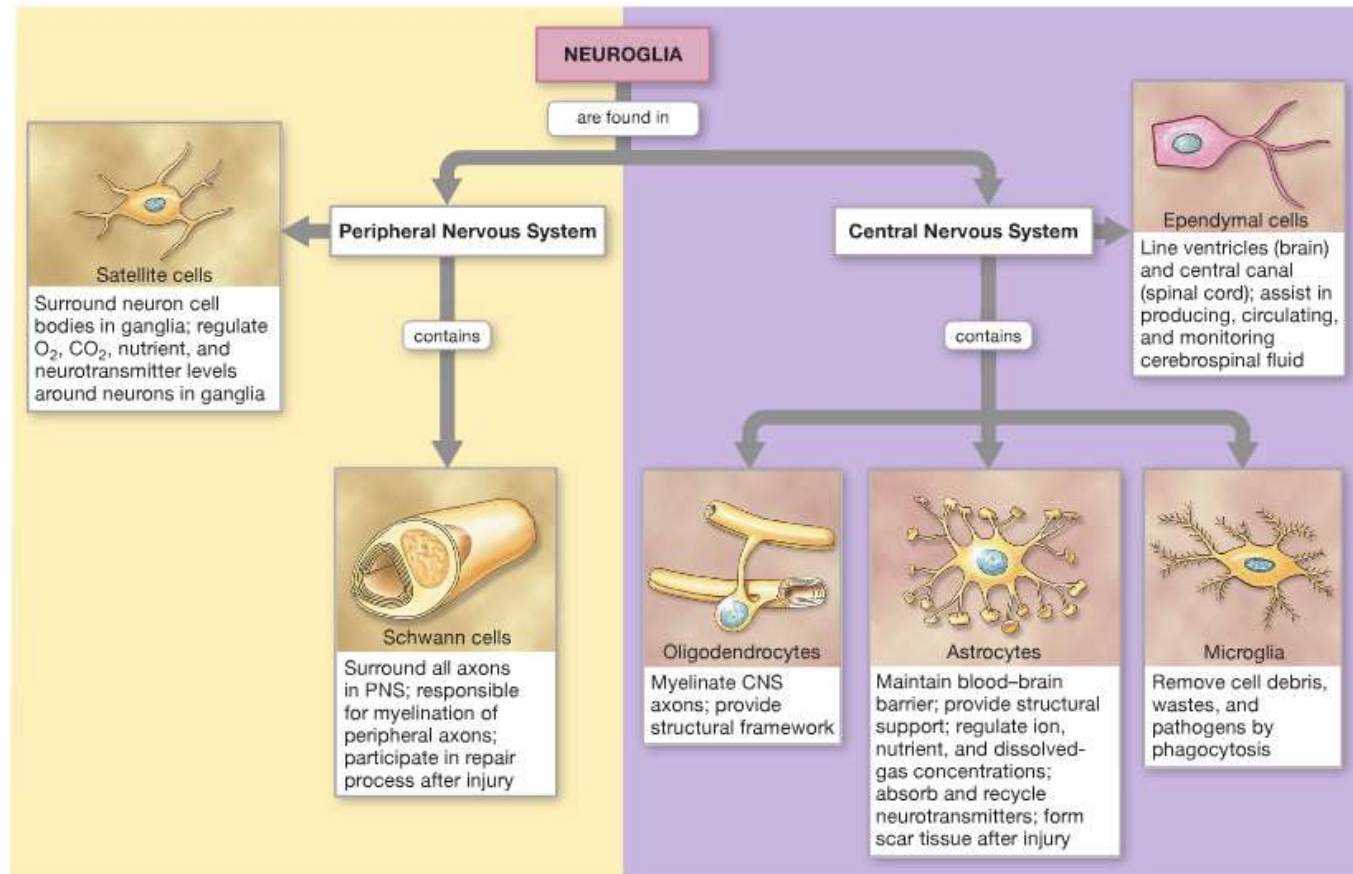 NEUROGLIA
are found in
Peripheral Nervous System
Central Nervous System
Satellite cells
Surround neuron cell
bodies in ganglia; regulate
O₂, CO₂, nutrient, and
neurotransmitter levels
around neurons in ganglia
Ependymal cells
Line ventricles (brain)
and central canal
(spinal cord); assist in
producing, circulating,
and monitoring
cerebrospinal fluid
contains
contains
Schwann cells
Surround all axons
in PNS; responsible
for myelination of
peripheral axons;
participate in repair
process after injury
Oligodendrocytes
Myelinate CNS
axons; provide
structural framework
Astrocytes
Maintain blood–brain
barrier; provide structural
support; regulate ion,
nutrient, and dissolved-
gas concentrations;
absorb and recycle
neurotransmitters; form
scar tissue after injury
Microglia
Remove cell debris,
wastes, and
pathogens by
phagocytosis